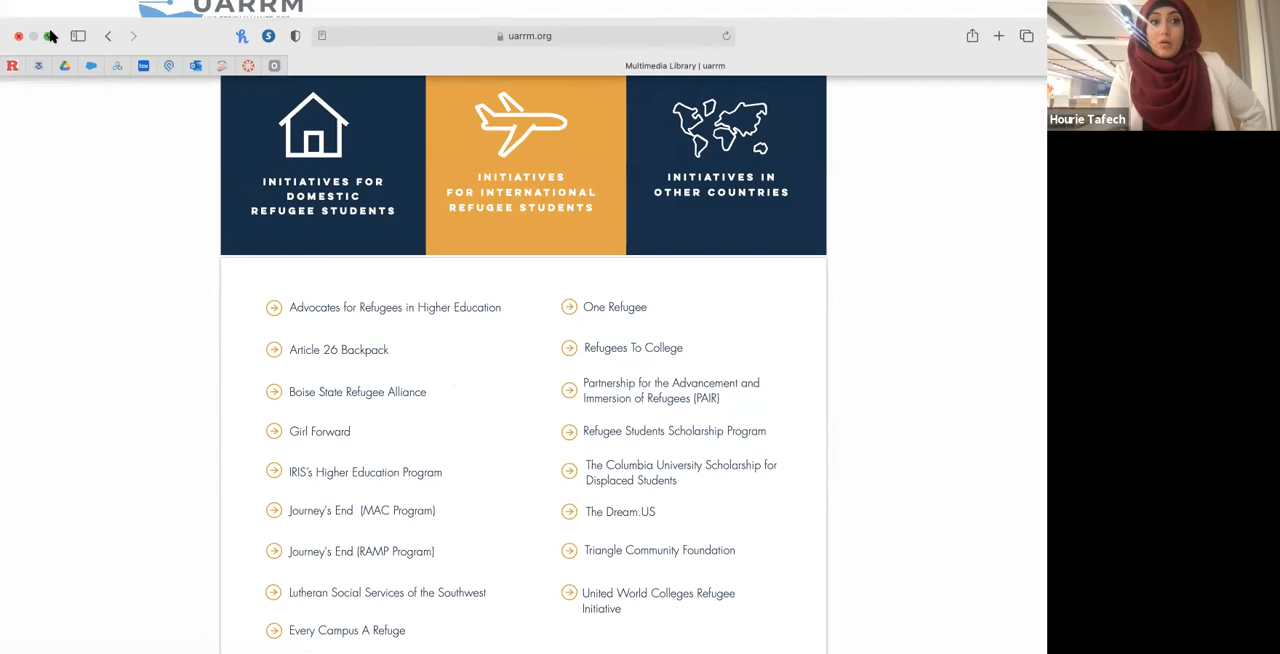 UARRM
uarrm.org
Multimedia Library | uarrm
Hourie Tafech
INITIATIVES FOR
DOMESTIC
REFUGEE STUDENTS
INITIATIVES
FOR INTERNATIONAL
REFUGEE STUDENTS
INITIATIVES IN
OTHER COUNTRIES
Advocates for Refugees in Higher Education
Article 26 Backpack
Boise State Refugee Alliance
Girl Forward
IRIS's Higher Education Program
Journey's End (MAC Program)
Journey's End (RAMP Program)
Lutheran Social Services of the Southwest
Every Campus A Refuge
One Refugee
Refugees To College
Partnership for the Advancement and
Immersion of Refugees (PAIR)
Refugee Students Scholarship Program
The Columbia University Scholarship for
Displaced Students
The Dream.US
Triangle Community Foundation
United World Colleges Refugee
Initiative